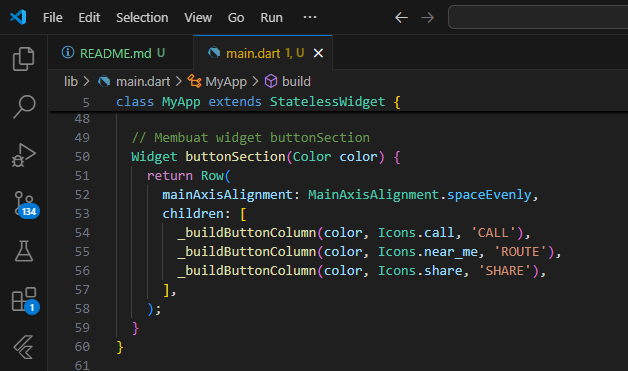 File Edit Selection View Go Run ···
README.md U main.dart 1, U
lib > main.dart > MyApp > build
5 class MyApp extends StatelessWidget {
48
49 // Membuat widget buttonSection
50 Widget buttonSection(Color color) {
51 return Row(
52 mainAxisAlignment: MainAxisAlignment.spaceEvenly,
53 children: [
54 _buildButtonColumn(color, Icons.call, 'CALL'),
55 _buildButtonColumn(color, Icons.near_me, 'ROUTE'),
56 _buildButtonColumn(color, Icons.share, 'SHARE'),
57 ],
58 );
59 }
60 }
61
134
1